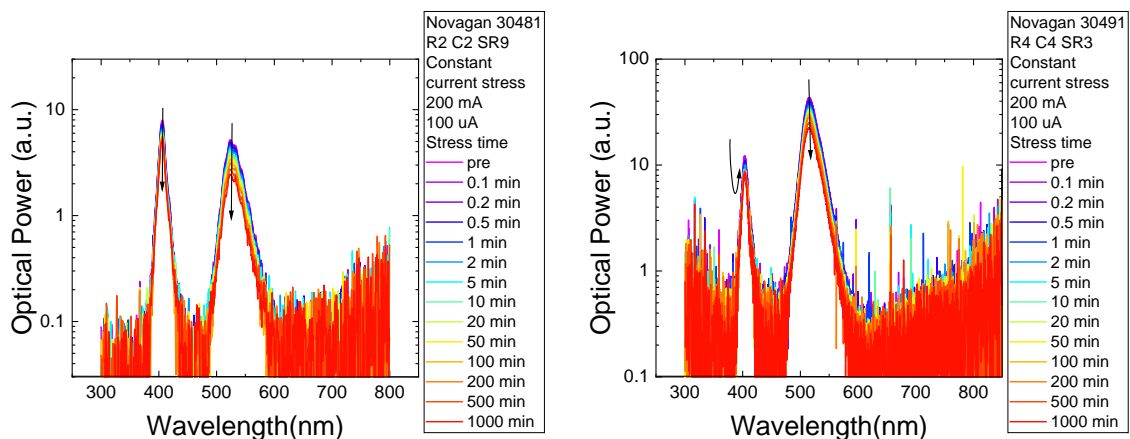 Novagan 30481
R2 C2 SR9
Constant
current stress
200 mA
100 uA
Stress time
pre
0.1 min
0.2 min
0.5 min
1 min
2 min
5 min
10 min
20 min
50 min
100 min
200 min
500 min
1000 min
Optical Power (a.u.)
10
1
0.1
300 400 500 600 700 800
Wavelength(nm)
Novagan 30491
R4 C4 SR3
Constant
current stress
200 mA
100 uA
Stress time
pre
0.1 min
0.2 min
0.5 min
1 min
2 min
5 min
10 min
20 min
50 min
100 min
200 min
500 min
1000 min
Optical Power (a.u.)
100
10
1
0.1
300 400 500 600 700 800
Wavelength(nm)